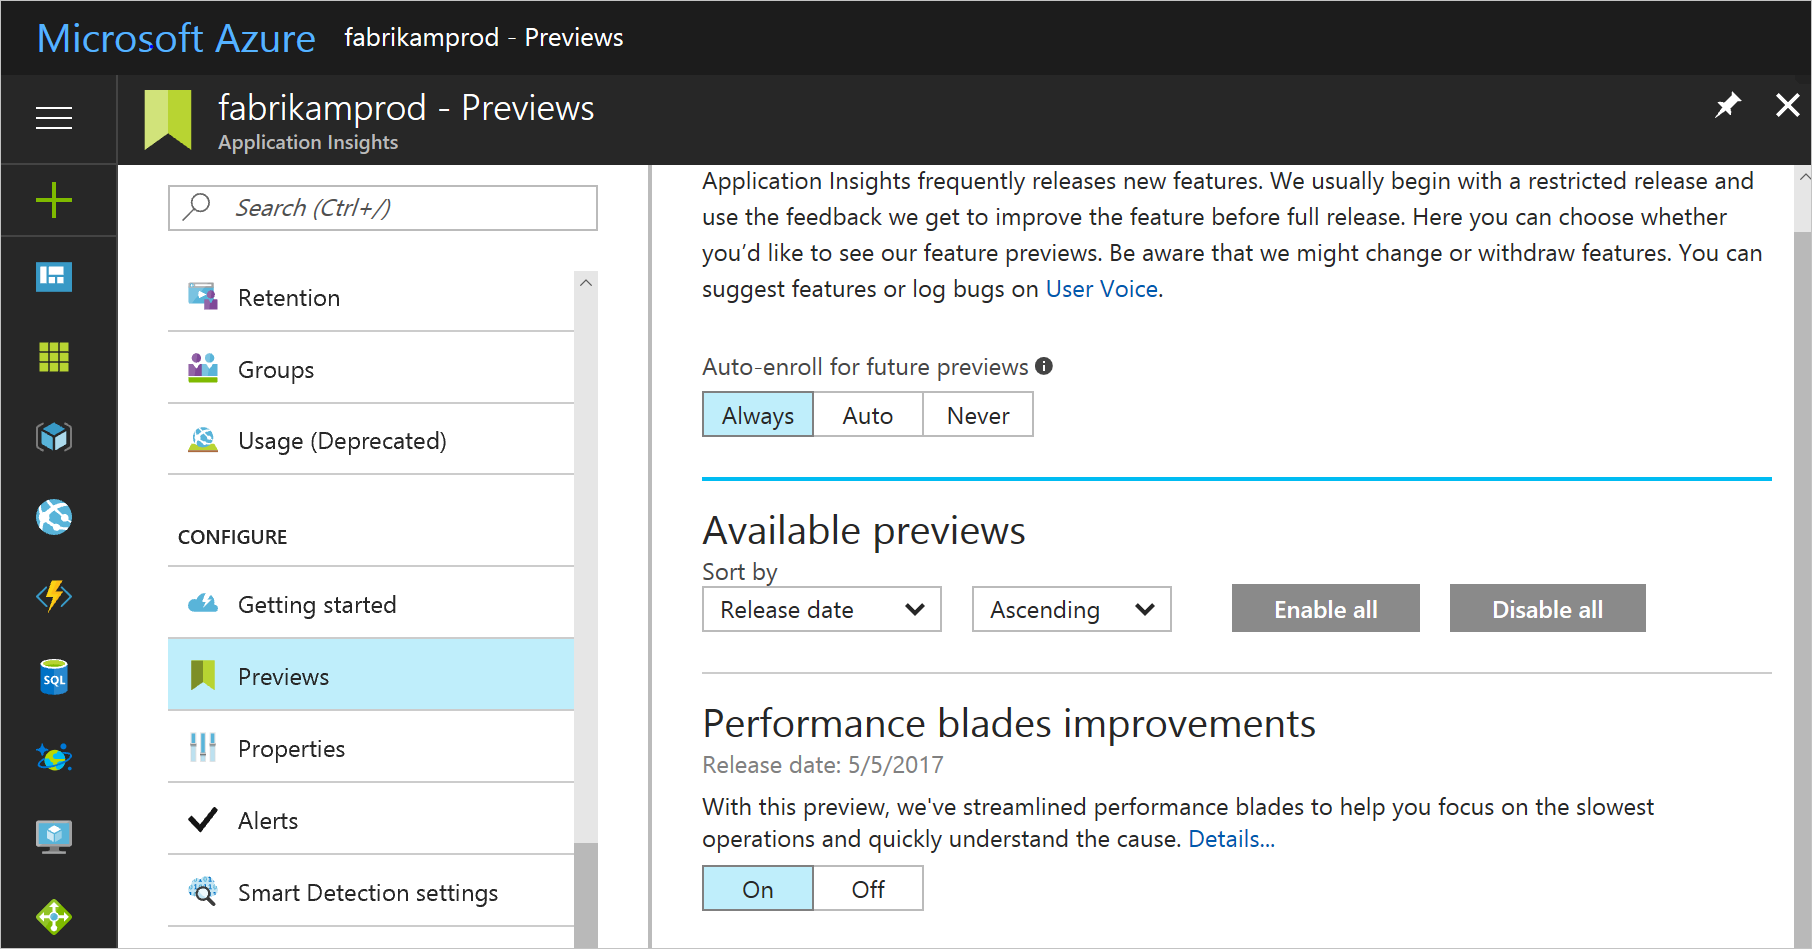 Microsoft Azure fabrikamprod - Previews
fabrikamprod - Previews
Application Insights
Search (Ctrl+/)
Retention
Groups
Usage (Deprecated)
CONFIGURE
Getting started
Previews
Properties
Alerts
Smart Detection settings
SQL
Application Insights frequently releases new features. We usually begin with a restricted release and
use the feedback we get to improve the feature before full release. Here you can choose whether
you’d like to see our feature previews. Be aware that we might change or withdraw features. You can
suggest features or log bugs on User Voice.
Auto-enroll for future previews
Always Auto Never
Available previews
Sort by
Release date Ascending Enable all Disable all
Performance blades improvements
Release date: 5/5/2017
With this preview, we've streamlined performance blades to help you focus on the slowest
operations and quickly understand the cause. Details...
On Off